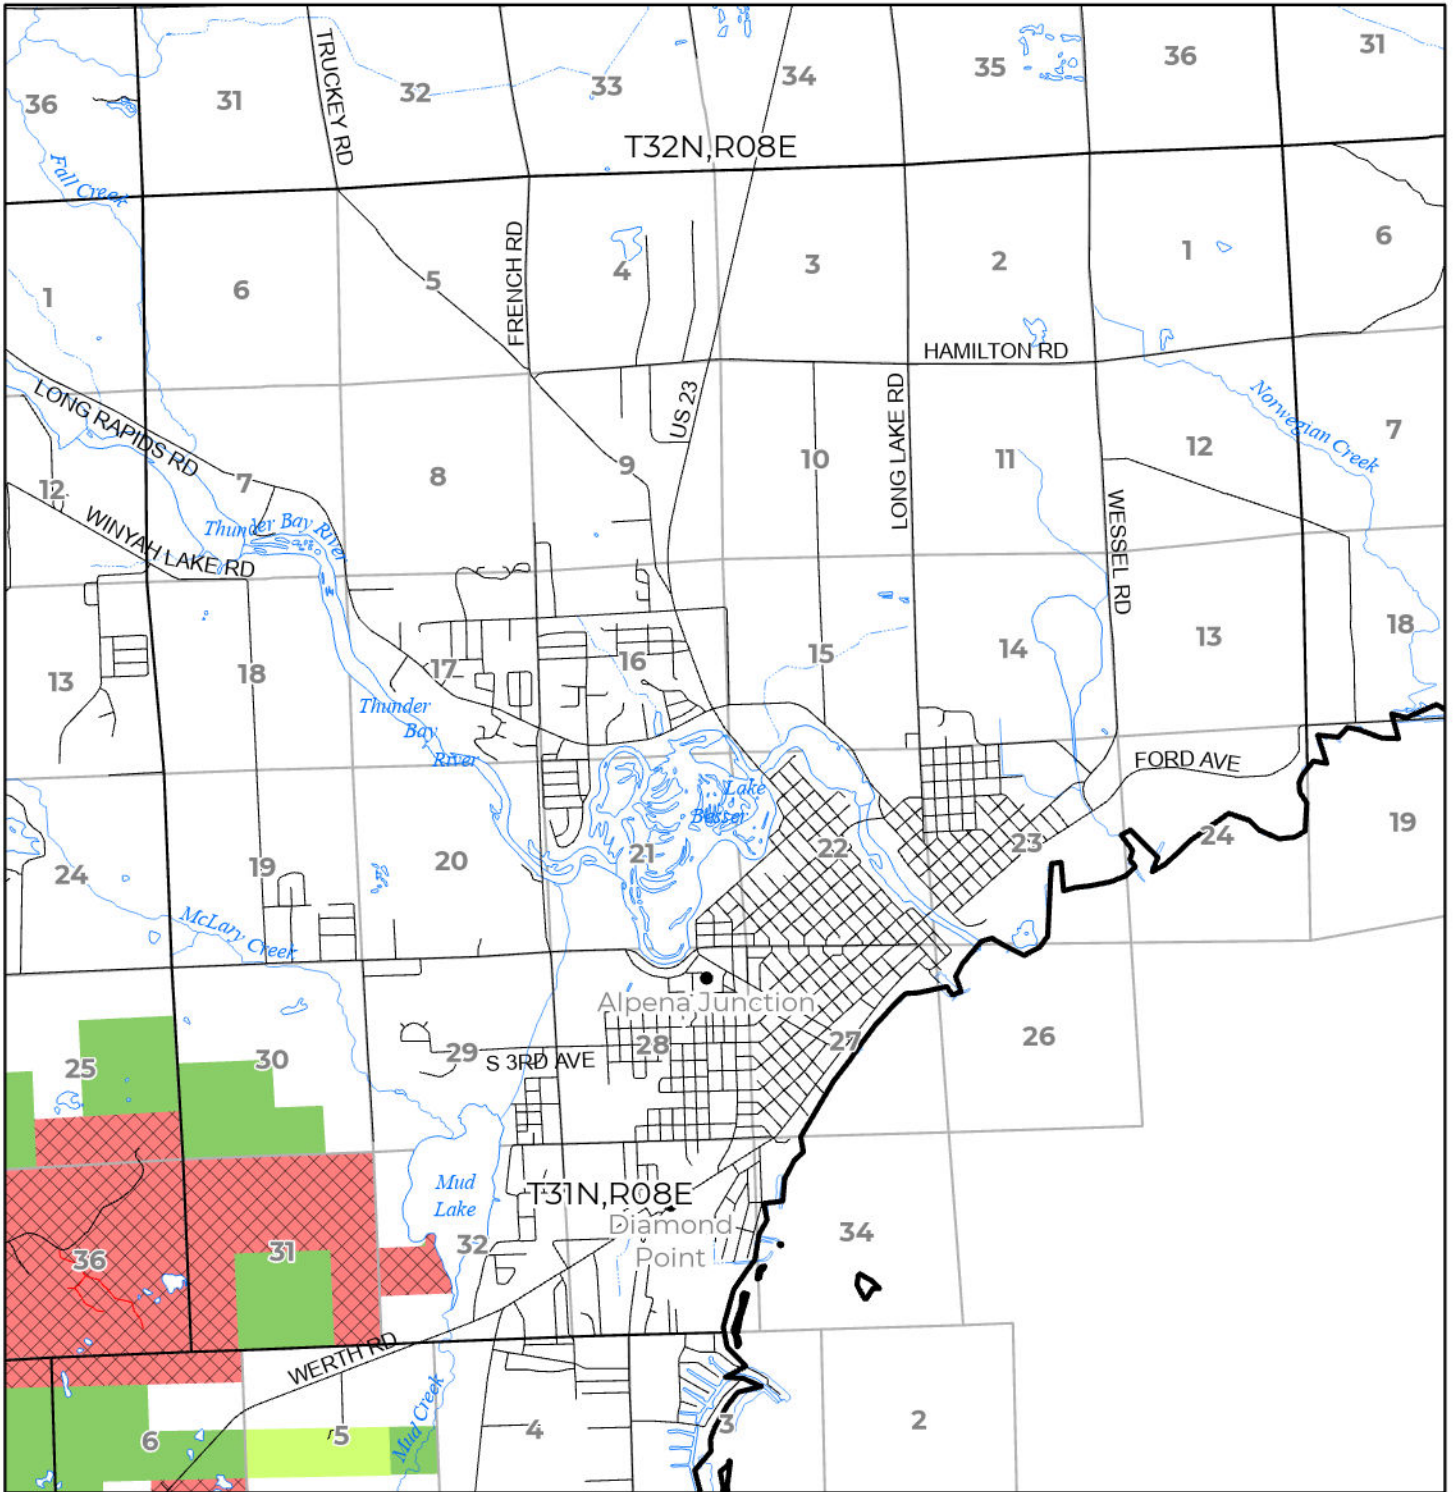 36
31
TRUCKEY RD
32
33
34
35
36
31
T32N,R08E
Fall Creek
1
6
5
FRENCH RD
4
3
2
1
6
HAMILTON RD
LONG RAPIDS RD
12
7
8
9
US 23
10
LONG LAKE RD
11
12
Norwegian Creek
7
WINYAH LAKE RD
Thunder Bay River
WESSEL RD
13
18
17
16
15
14
13
18
Thunder
Bay
River
FORD AVE
Lake
Besser
24
19
20
21
22
23
24
19
McLary Creek
Alpena Junction
25
30
29
S 3RD AVE
28
27
26
Mud
Lake
T31N,R08E
Diamond
Point
36
31
32
34
WERTH RD
Mud Creek
6
5
4
3
2